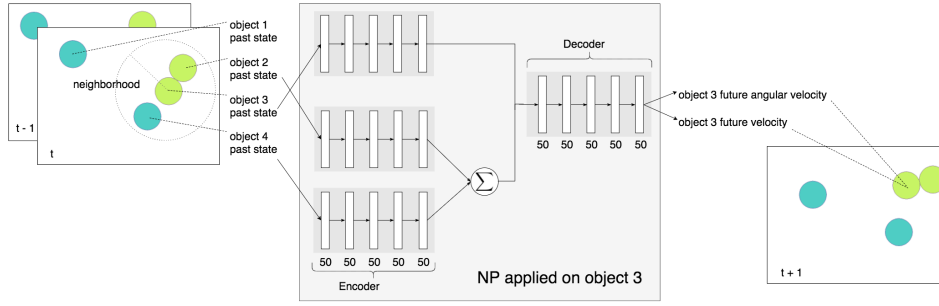 object 1
past state
object 2
past state
neighborhood
object 3
past state
object 4
past state
t - 1
t
Decoder
50 50 50 50 50
∑
50 50 50 50 50
Encoder
NP applied on object 3
object 3 future angular velocity
object 3 future velocity
t + 1